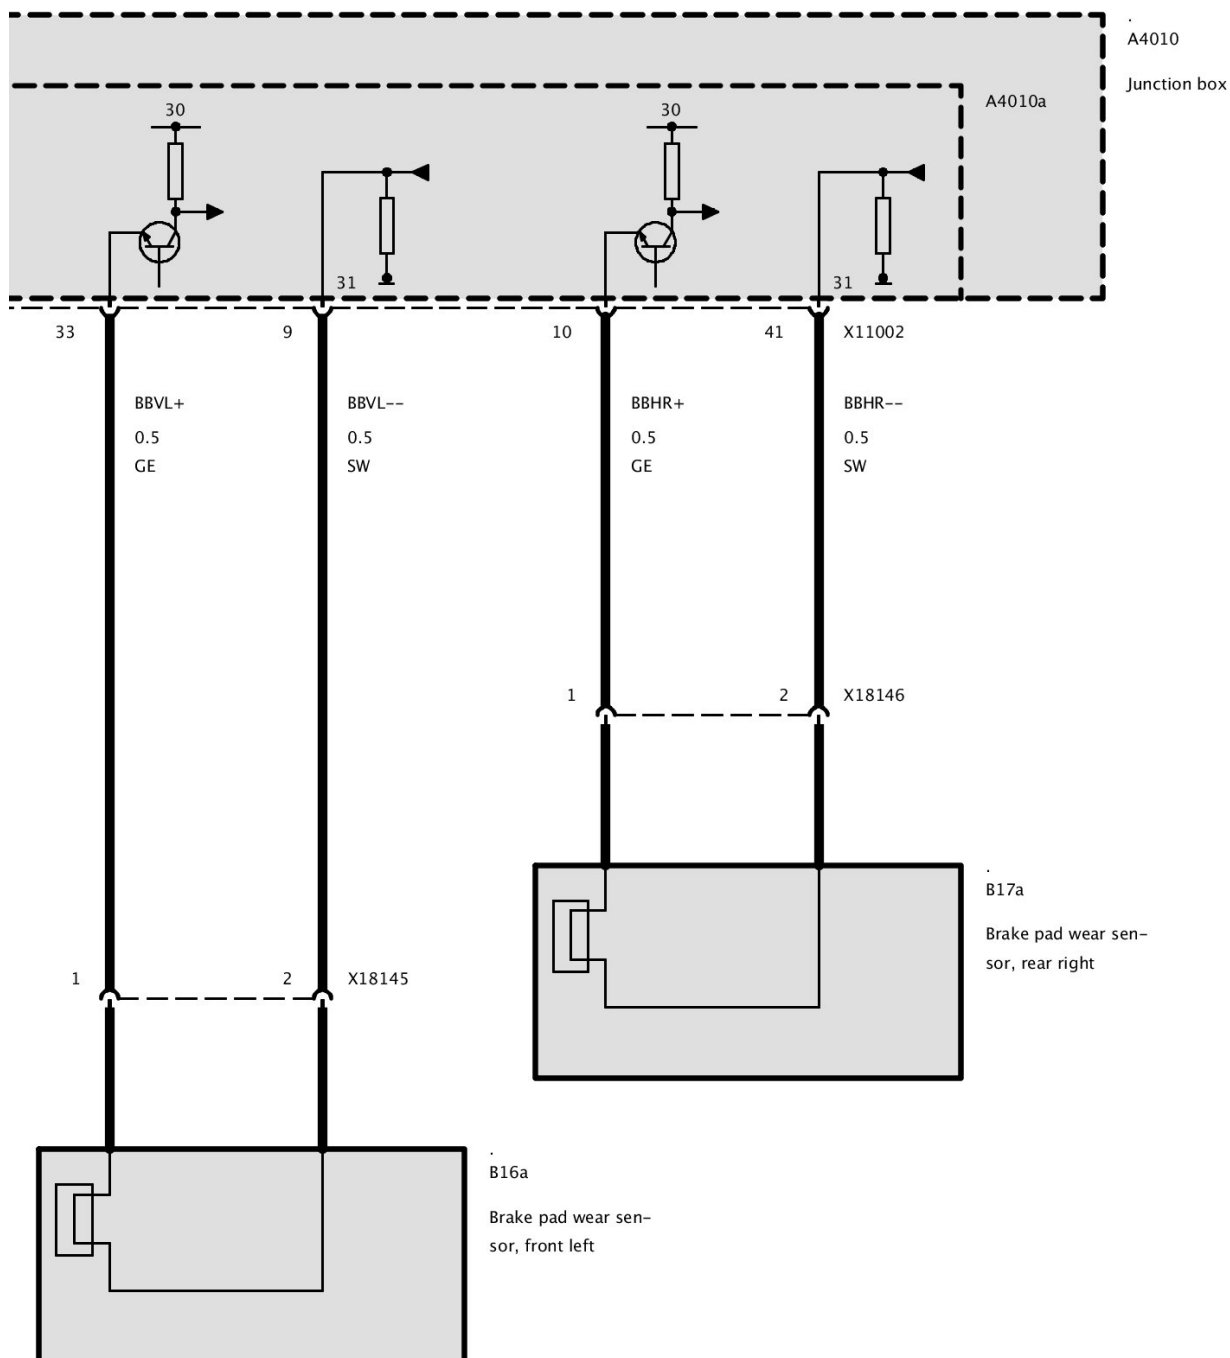 .
A4010
Junction box
A4010a
30
30
31
31
33
9
10
41
X11002
BBVL+
BBVL--
BBHR+
BBHR--
0.5
0.5
0.5
0.5
GE
SW
GE
SW
1
2
X18146
.
B17a
Brake pad wear sen-
sor, rear right
1
2
X18145
.
B16a
Brake pad wear sen-
sor, front left